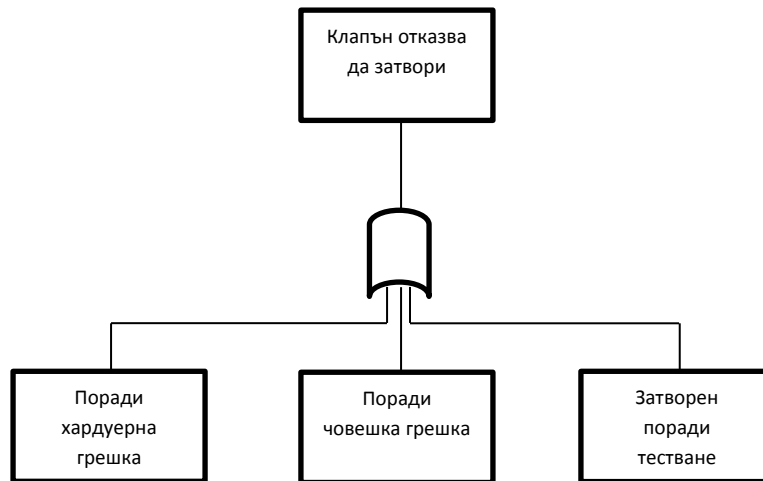 Клапън отказва
да затвори
Поради
хардуерна
грешка
Поради
човешка грешка
Затворен
поради
тестване